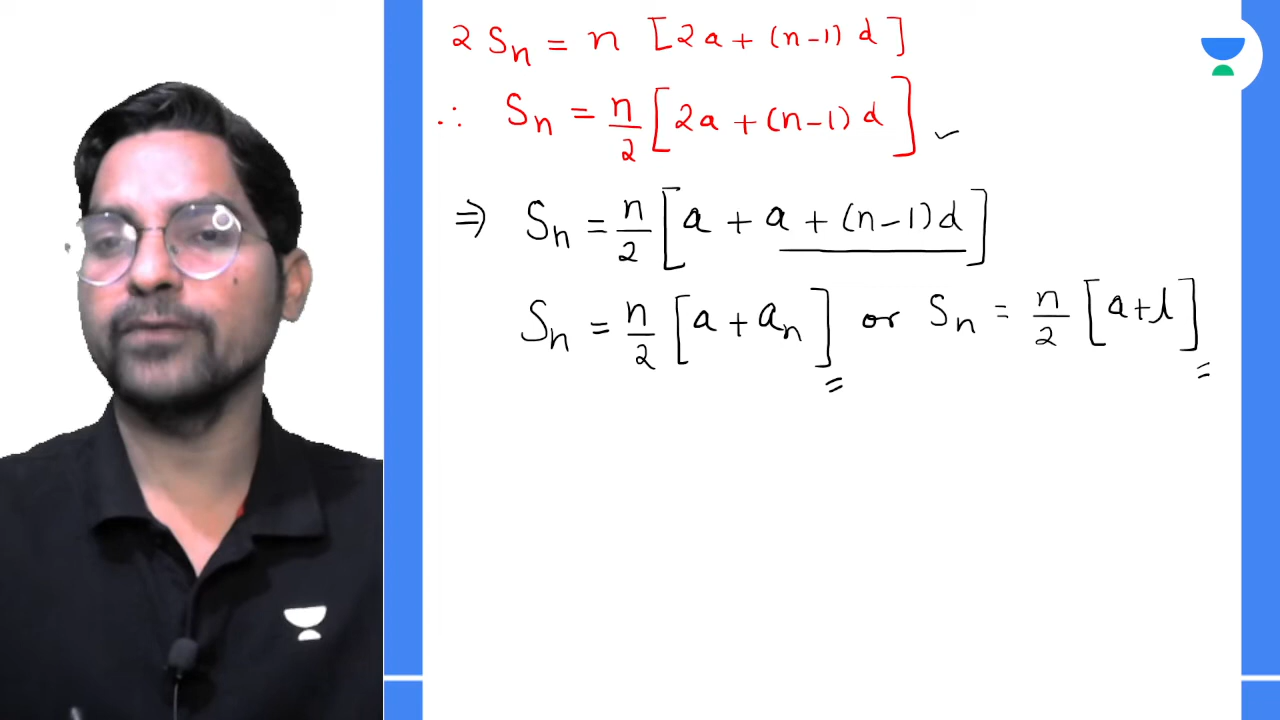 2 Sn = n [2a + (n-1) d]
∴ Sn = n/2 [2a + (n-1) d]
⇒ Sn = n/2 [a + a + (n-1) d]
Sn = n/2 [a + an] or Sn = n/2 [a + l]